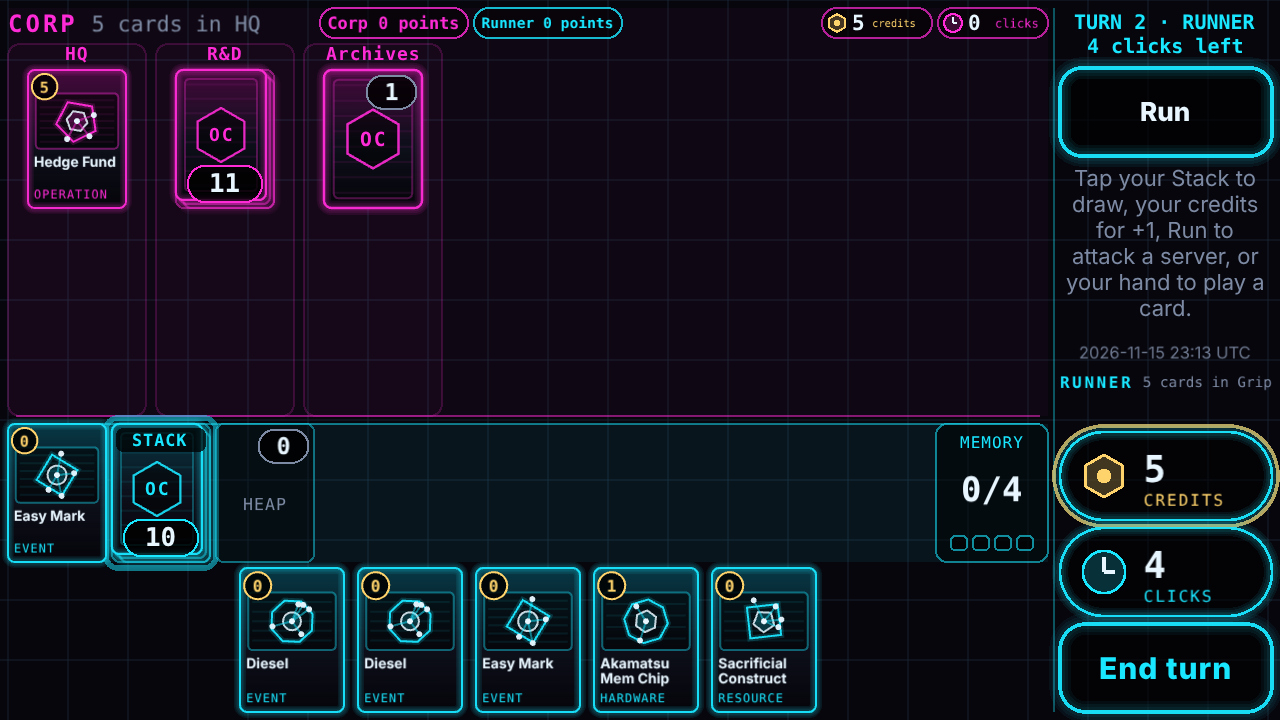 CORP 5 cards in HQ
Corp 0 points
Runner 0 points
5 credits
0 clicks
TURN 2 · RUNNER
4 clicks left
HQ
R&D
Archives
5
Hedge Fund
OPERATION
OC
11
1
OC
Run
Tap your Stack to
draw, your credits
for +1, Run to
attack a server, or
your hand to play a
card.
2026-11-15 23:13 UTC
RUNNER 5 cards in Grip
0
Easy Mark
EVENT
STACK
OC
10
0
HEAP
MEMORY
0/4
5
CREDITS
4
CLICKS
End turn
0
Diesel
EVENT
0
Diesel
EVENT
0
Easy Mark
EVENT
1
Akamatsu
Mem Chip
HARDWARE
0
Sacrificial
Construct
RESOURCE